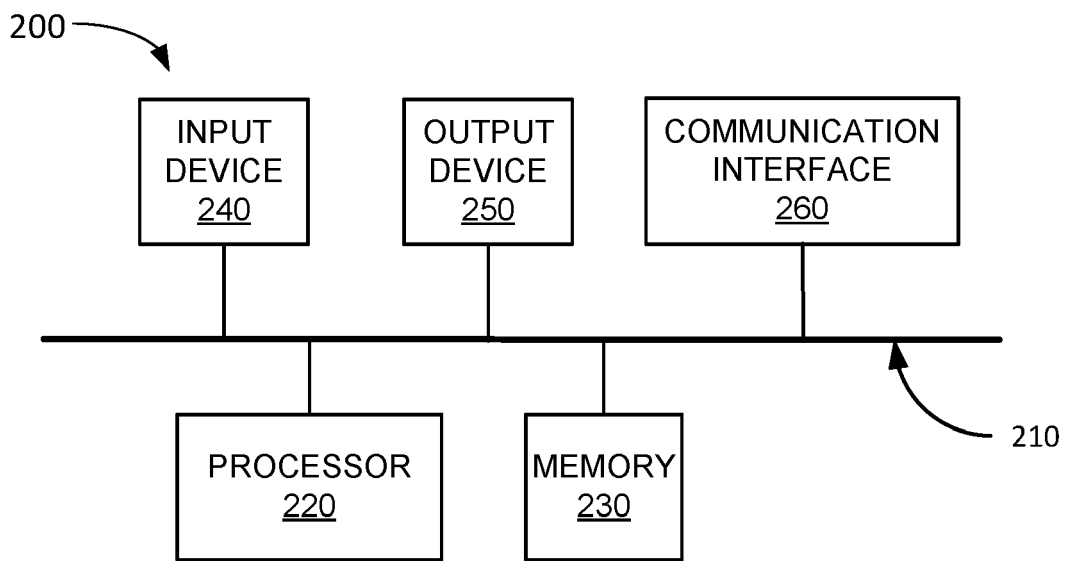 200
INPUT
DEVICE
240
OUTPUT
DEVICE
250
COMMUNICATION
INTERFACE
260
210
PROCESSOR
220
MEMORY
230